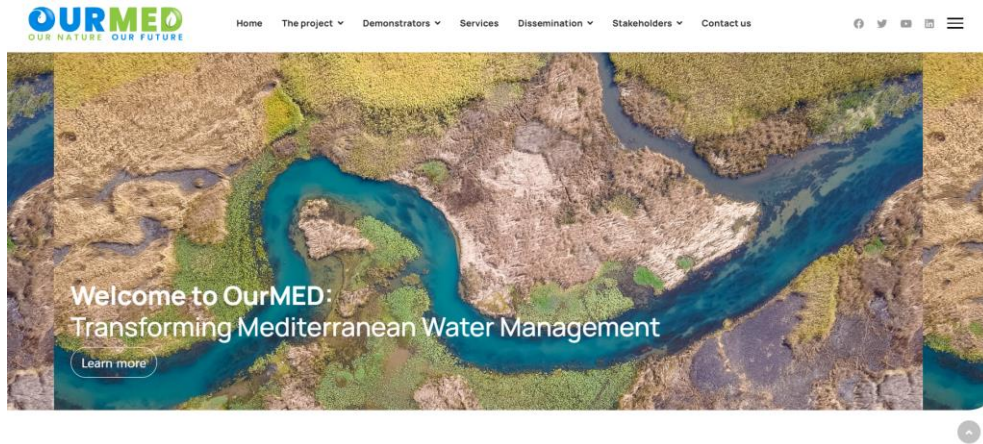 OURMED
OUR NATURE OUR FUTURE
Home The project Demonstrators Services Dissemination Stakeholders Contact us
Welcome to OurMED:
Transforming Mediterranean Water Management
Learn more